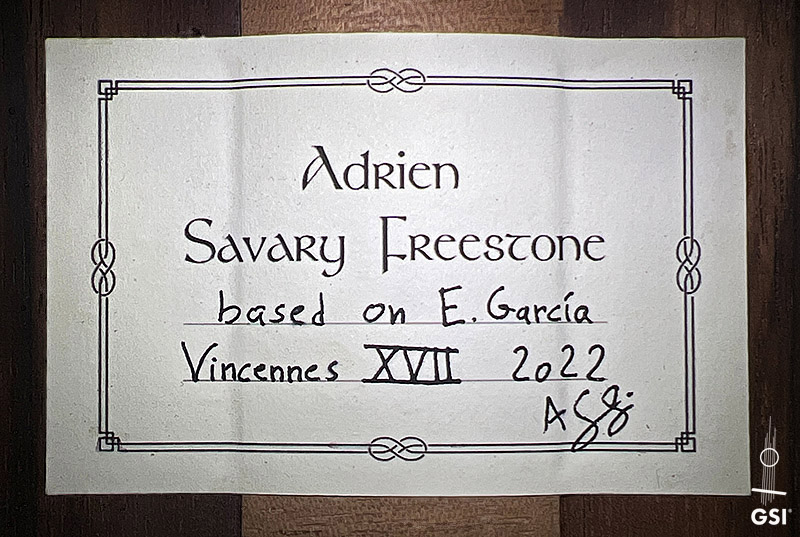 Adrien
Savary Freestone
based on E. García
Vincennes XVII 2022
GSI